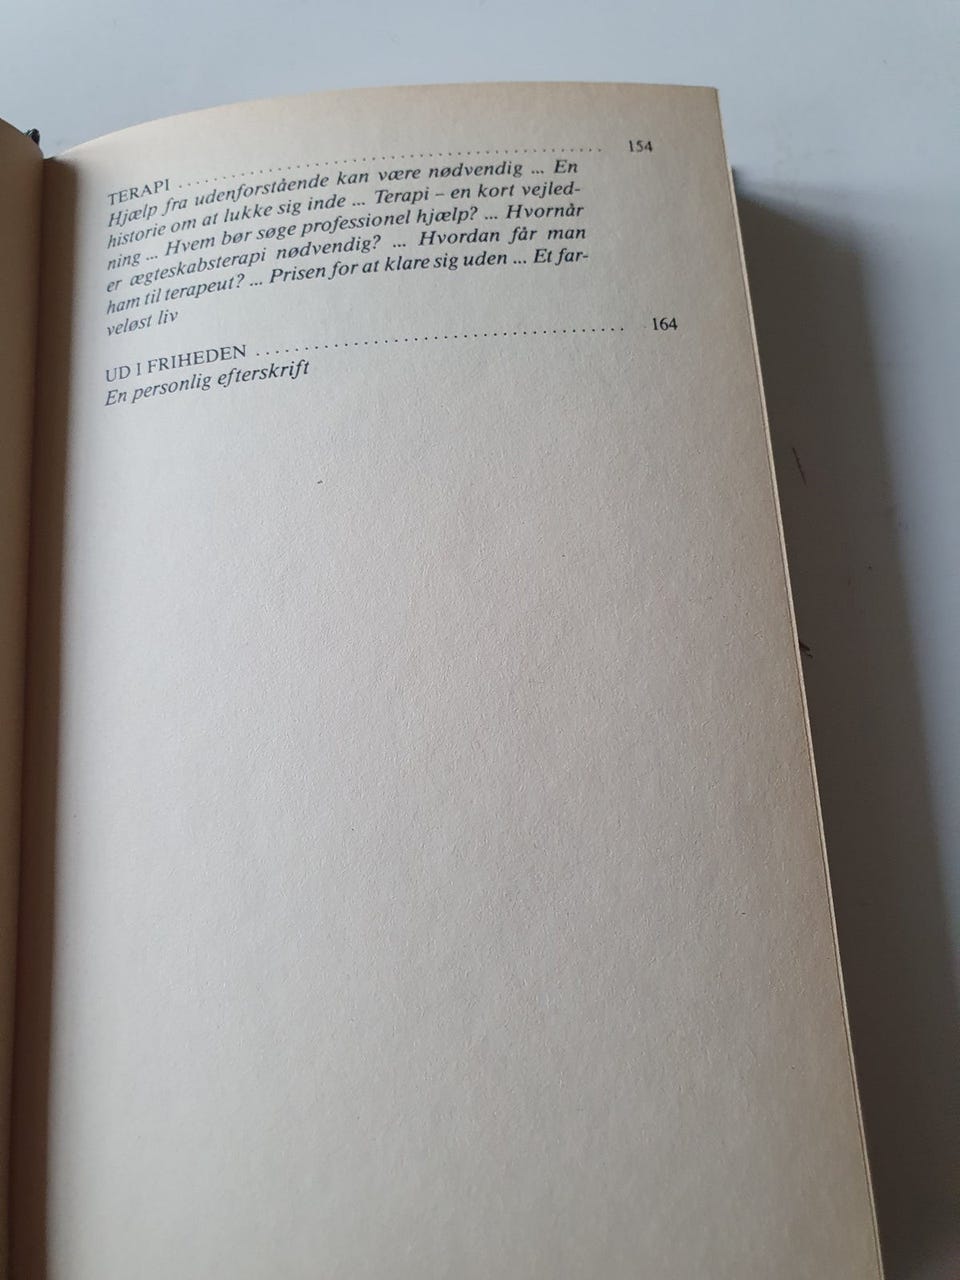 TERAPI ........................................ 154
Hjælp fra udenforstående kan være nødvendig ... En
historie om at lukke sig inde ... Terapi – en kort vejled-
ning ... Hvem bør søge professionel hjælp? ... Hvornår
er ægteskabsterapi nødvendig? ... Hvordan får man
ham til terapeut? ... Prisen for at klare sig uden ... Et far-
veløst liv
UD I FRIHEDEN .................................. 164
En personlig efterskrift